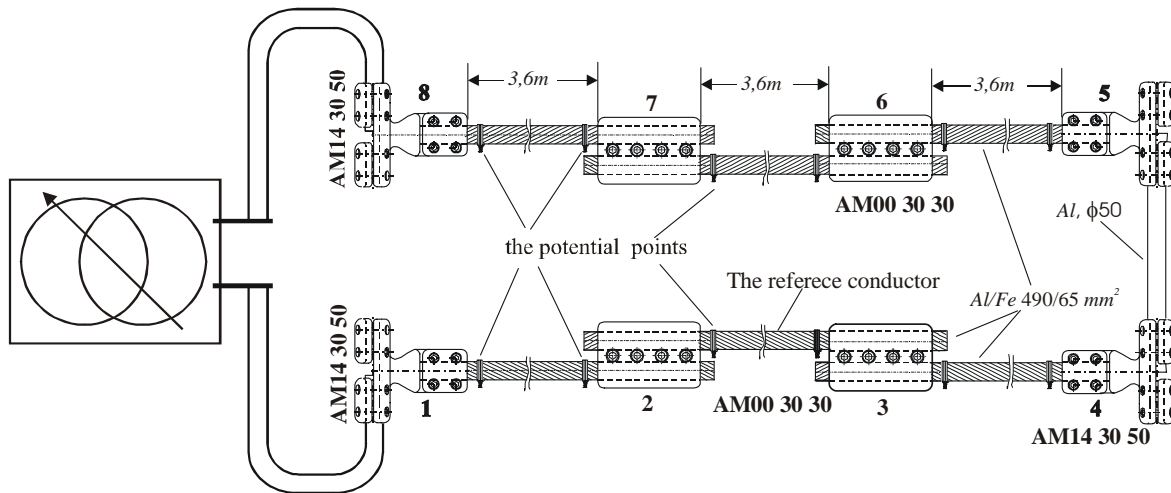 AM14 30 50
8
3,6m
7
3,6m
6
3,6m
5
AM00 30 30
Al, ϕ50
the potential points
The referece conductor
Al/Fe 490/65 mm²
AM14 30 50
1
2
AM00 30 30
3
4
AM14 30 50